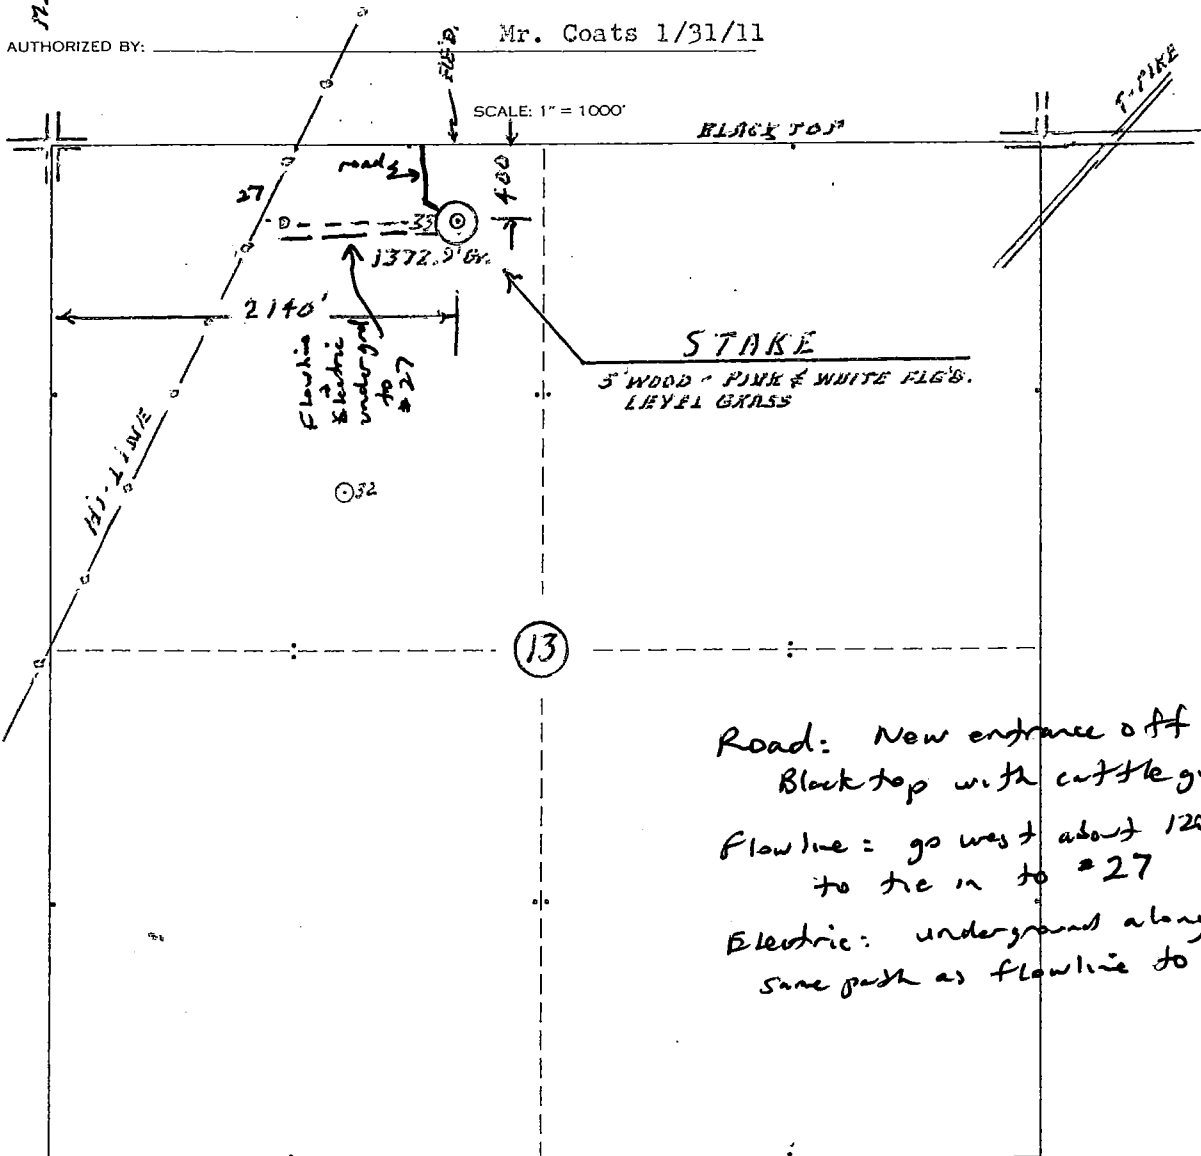 AUTHORIZED BY: Mr. Coats 1/31/11
FLG'D.
SCALE: 1" = 1000'
BLACK TOP
T-PIKE
road
400
27
33
1372.9' Gr.
2140'
STAKE
5' WOOD - PINK & WHITE FLG'D.
LEVEL GRASS
Flowline
&
Electric
undergrd
to
#27
HI-LINE
32
13
Road: New entrance off
Blacktop with cattle
Flowline: go west about
to tie in to #27
Electric: underground along
same path as flowline to